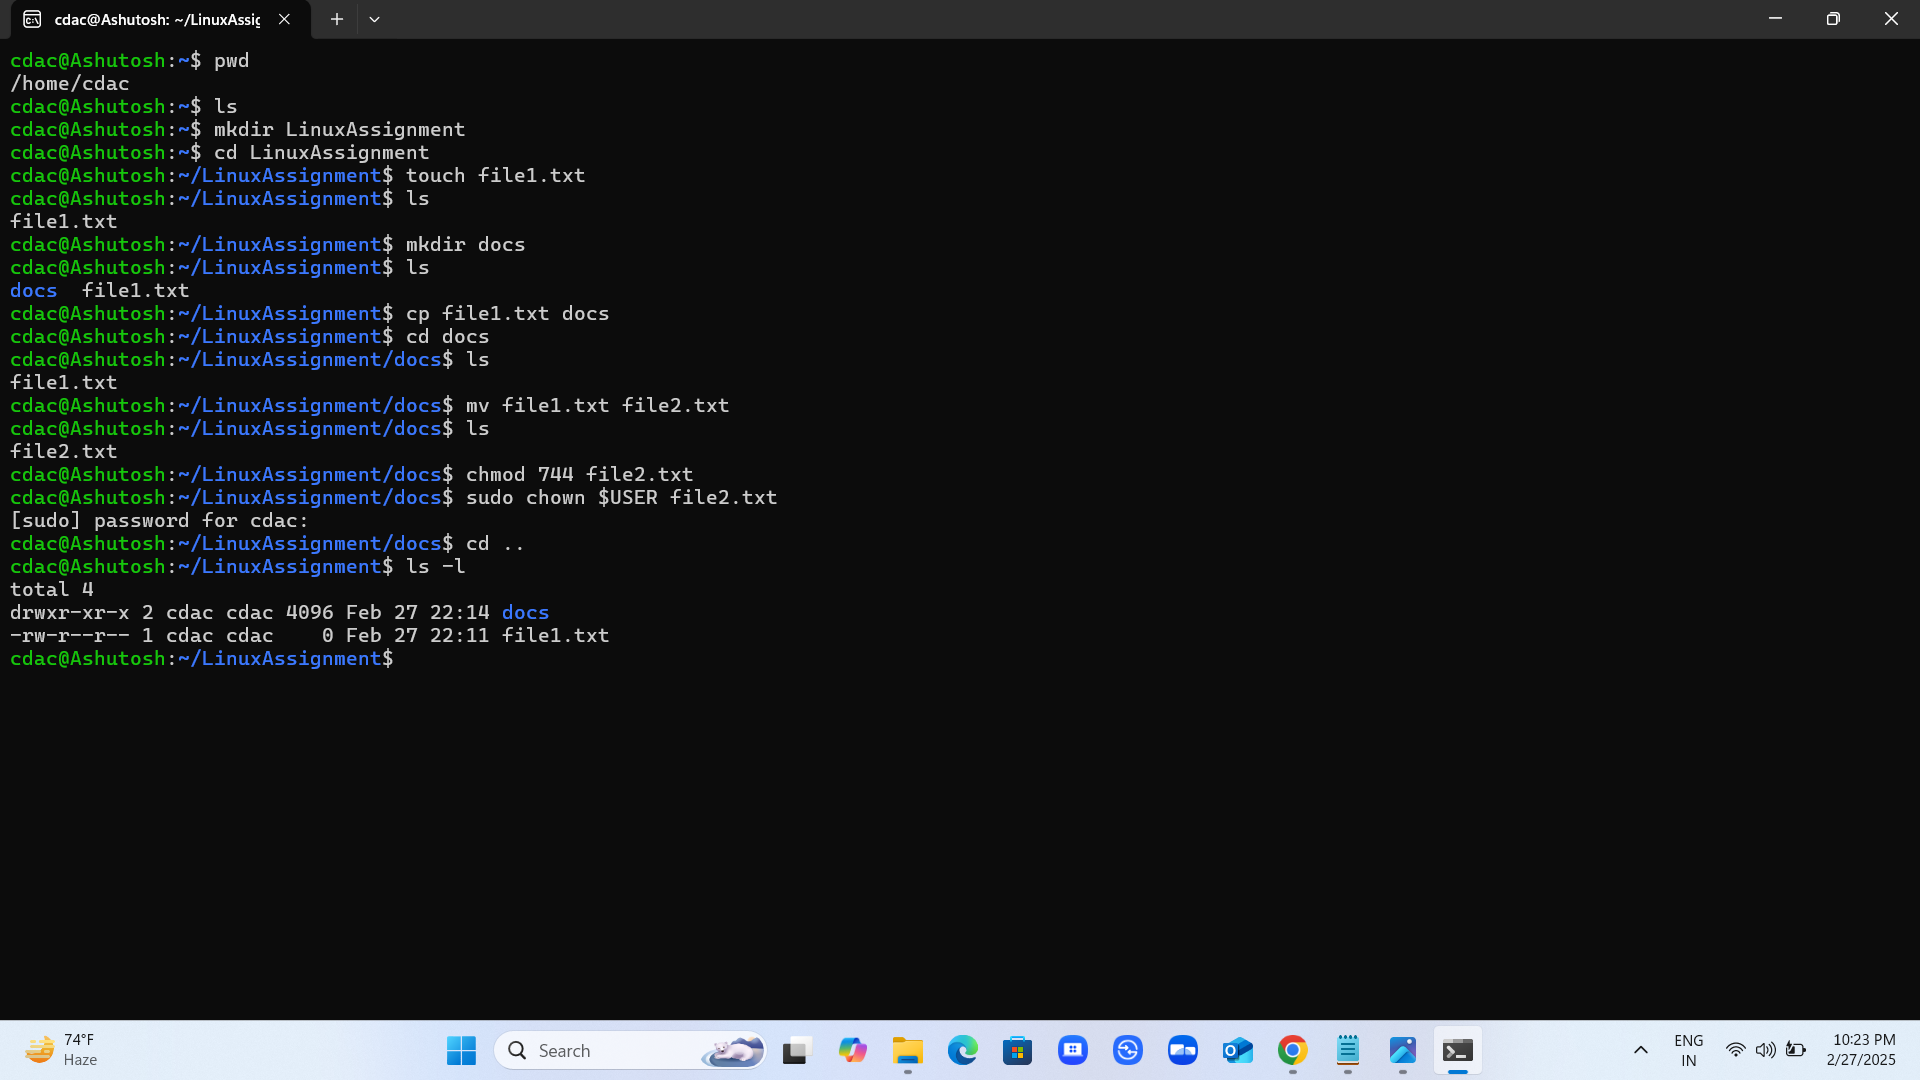 cdac@Ashutosh: ~/LinuxAssig
cdac@Ashutosh:~$ pwd
/home/cdac
cdac@Ashutosh:~$ ls
cdac@Ashutosh:~$ mkdir LinuxAssignment
cdac@Ashutosh:~$ cd LinuxAssignment
cdac@Ashutosh:~/LinuxAssignment$ touch file1.txt
cdac@Ashutosh:~/LinuxAssignment$ ls
file1.txt
cdac@Ashutosh:~/LinuxAssignment$ mkdir docs
cdac@Ashutosh:~/LinuxAssignment$ ls
docs  file1.txt
cdac@Ashutosh:~/LinuxAssignment$ cp file1.txt docs
cdac@Ashutosh:~/LinuxAssignment$ cd docs
cdac@Ashutosh:~/LinuxAssignment/docs$ ls
file1.txt
cdac@Ashutosh:~/LinuxAssignment/docs$ mv file1.txt file2.txt
cdac@Ashutosh:~/LinuxAssignment/docs$ ls
file2.txt
cdac@Ashutosh:~/LinuxAssignment/docs$ chmod 744 file2.txt
cdac@Ashutosh:~/LinuxAssignment/docs$ sudo chown $USER file2.txt
[sudo] password for cdac:
cdac@Ashutosh:~/LinuxAssignment/docs$ cd ..
cdac@Ashutosh:~/LinuxAssignment$ ls -l
total 4
drwxr-xr-x 2 cdac cdac 4096 Feb 27 22:14 docs
-rw-r--r-- 1 cdac cdac    0 Feb 27 22:11 file1.txt
cdac@Ashutosh:~/LinuxAssignment$
74°F
Haze
Search
ENG
IN
10:23 PM
2/27/2025